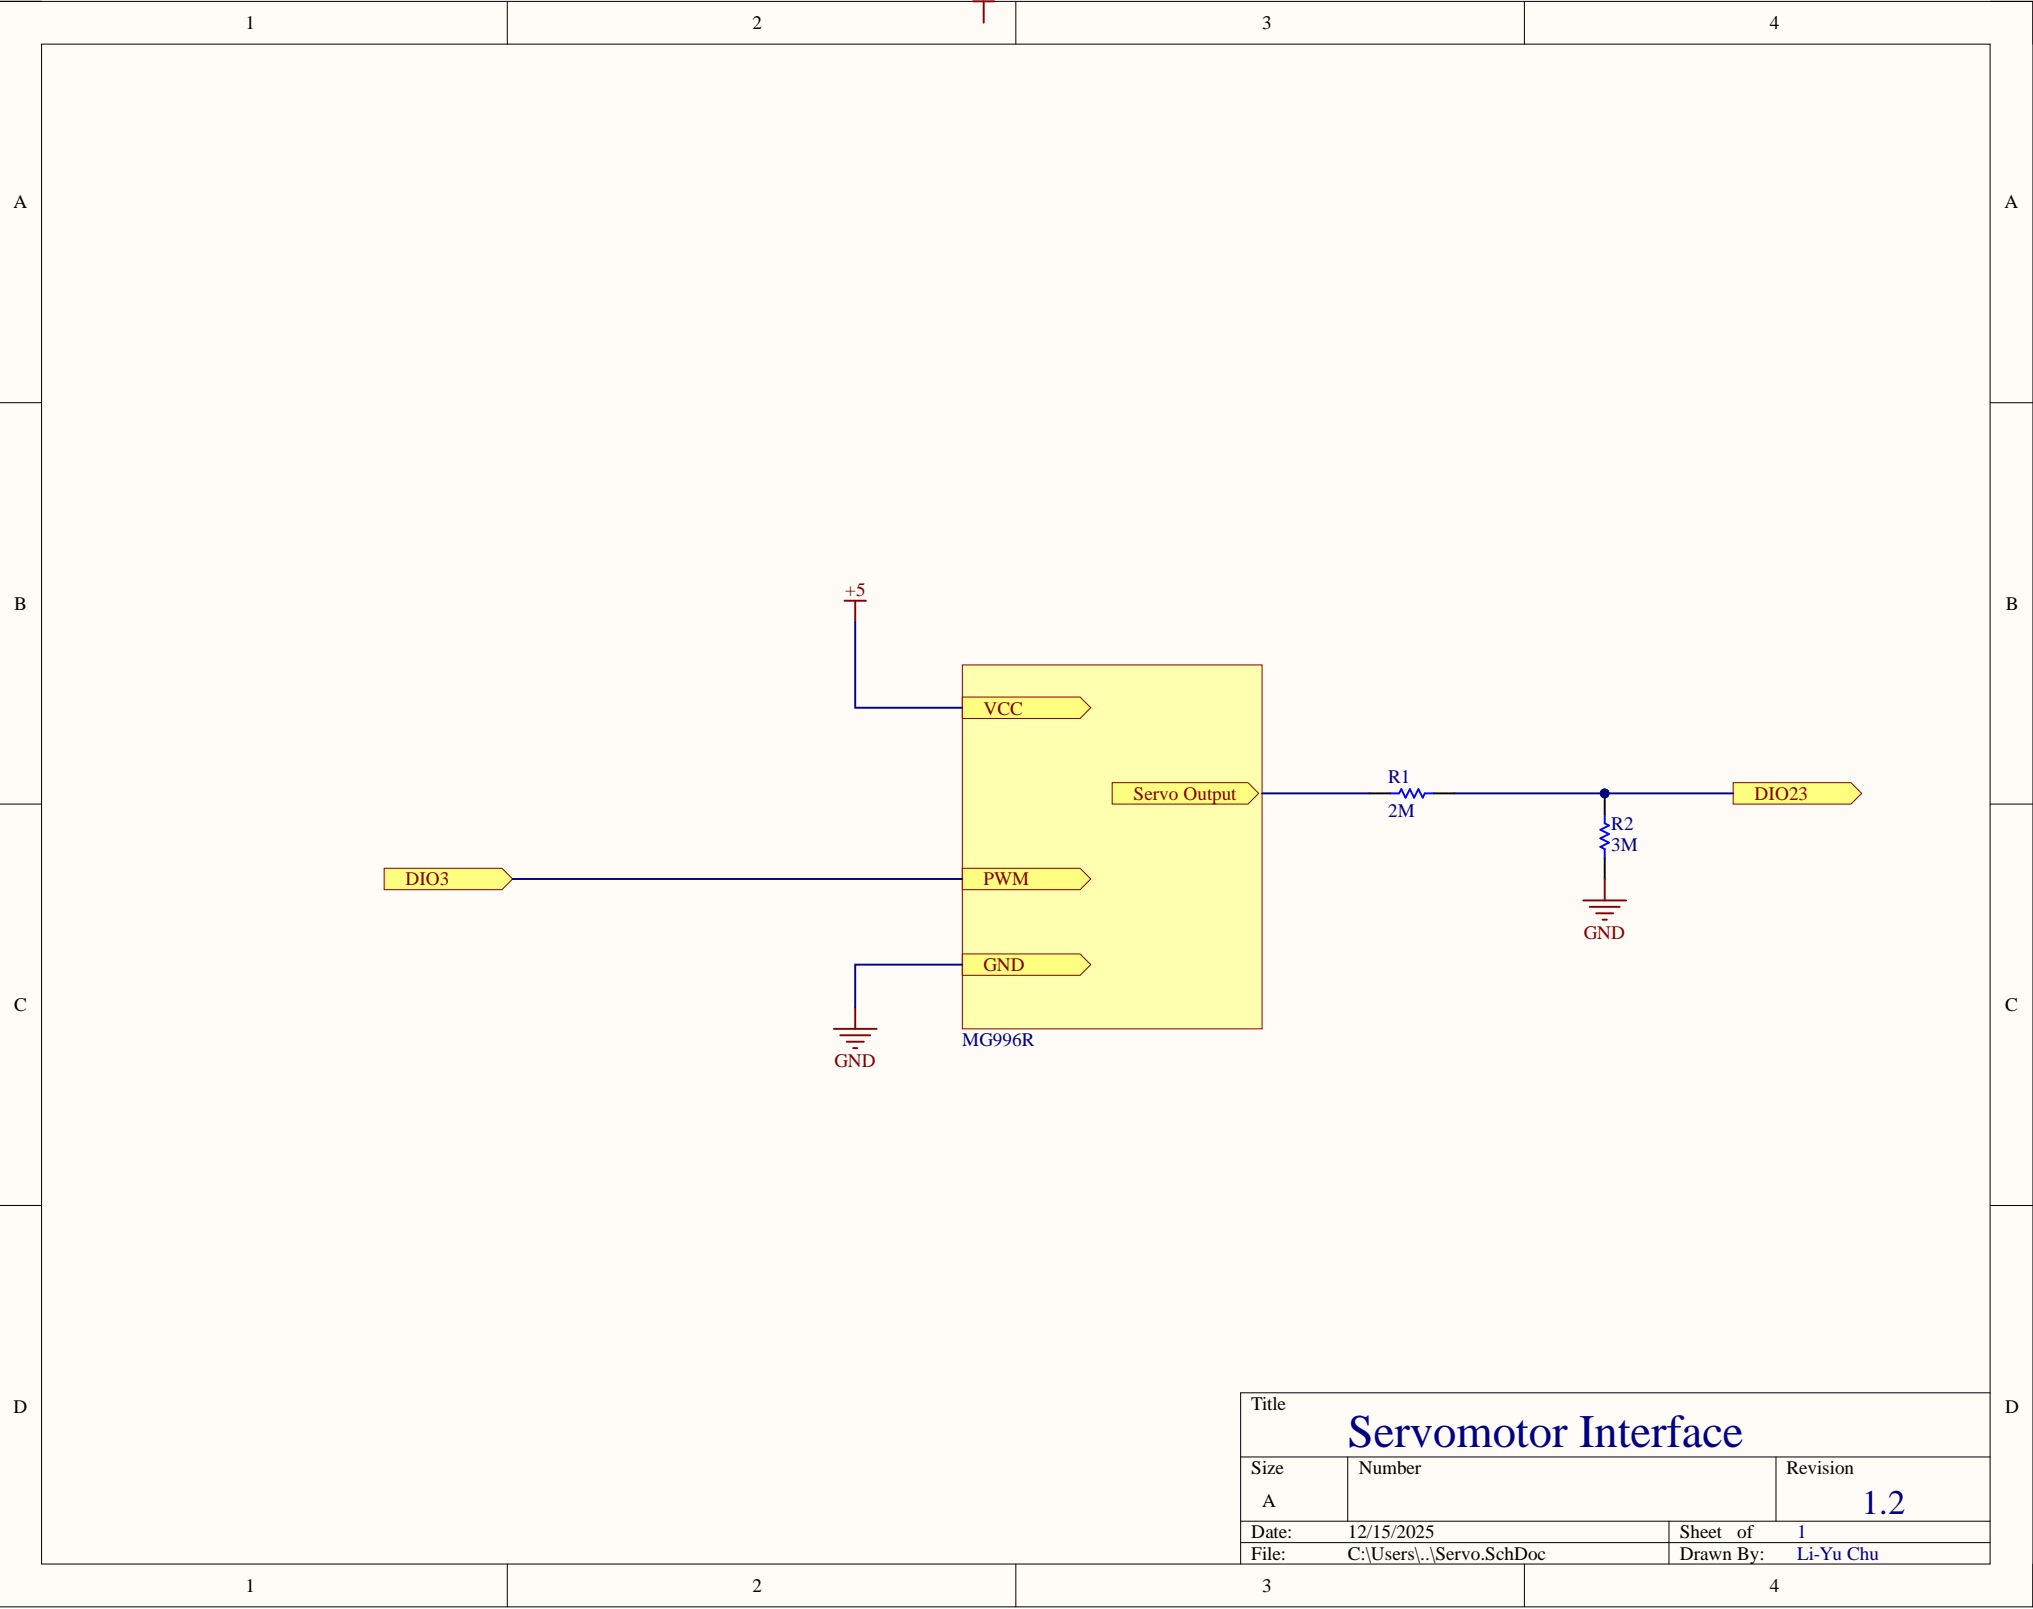 1 2 3 4
A A
B B
+5
VCC
Servo Output
R1
2M
DIO23
R2
3M
GND
DIO3
PWM
GND
GND
MG996R
C C
D D
Title
Servomotor Interface
Size
A
Number
Revision
1.2
Date: 12/15/2025
Sheet of 1
File: C:\Users\..\Servo.SchDoc
Drawn By: Li-Yu Chu
1 2 3 4